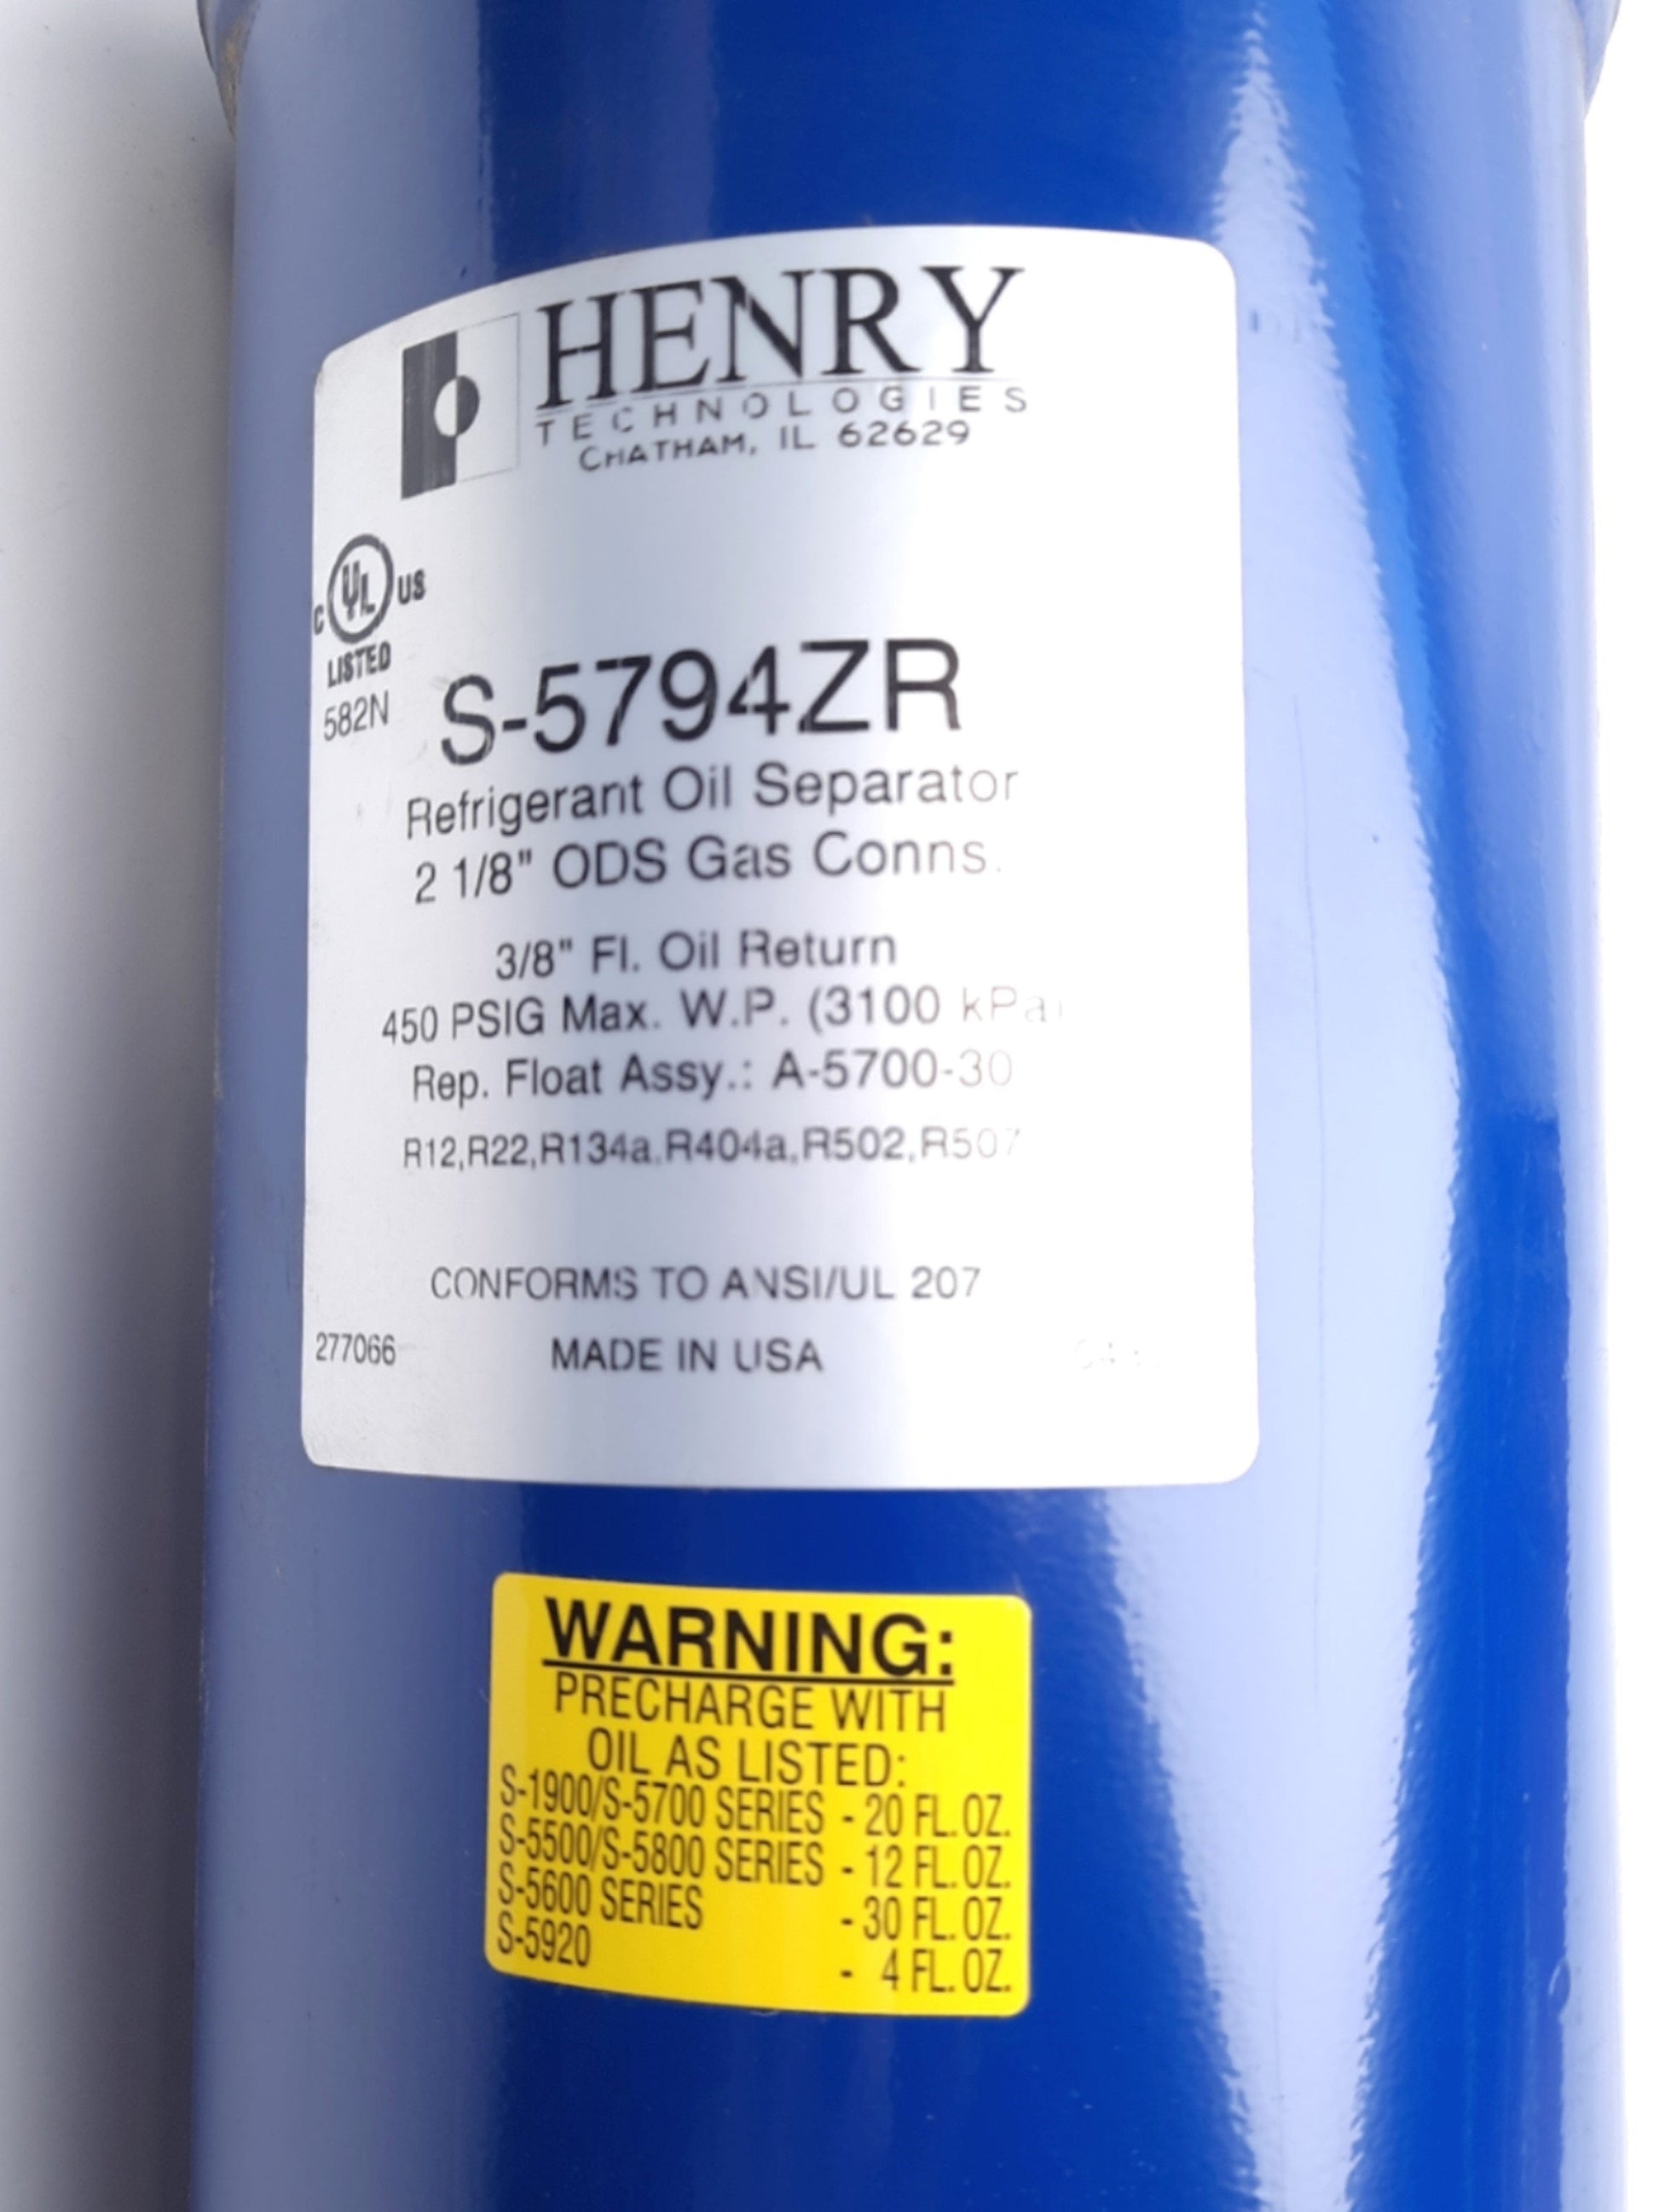 HENRY
TECHNOLOGIES
CHATHAM, IL 62629
C UL US
LISTED
582N
S-5794ZR
Refrigerant Oil Separator
2 1/8" ODS Gas Conns.
3/8" Fl. Oil Return
450 PSIG Max. W.P. (3100 kPa)
Rep. Float Assy.: A-5700-30
R12,R22,R134a,R404a,R502,R507
CONFORMS TO ANSI/UL 207
277066 MADE IN USA
WARNING:
PRECHARGE WITH
OIL AS LISTED:
S-1900/S-5700 SERIES - 20 FL.OZ.
S-5500/S-5800 SERIES - 12 FL.OZ.
S-5600 SERIES - 30 FL.OZ.
S-5920 - 4 FL.OZ.